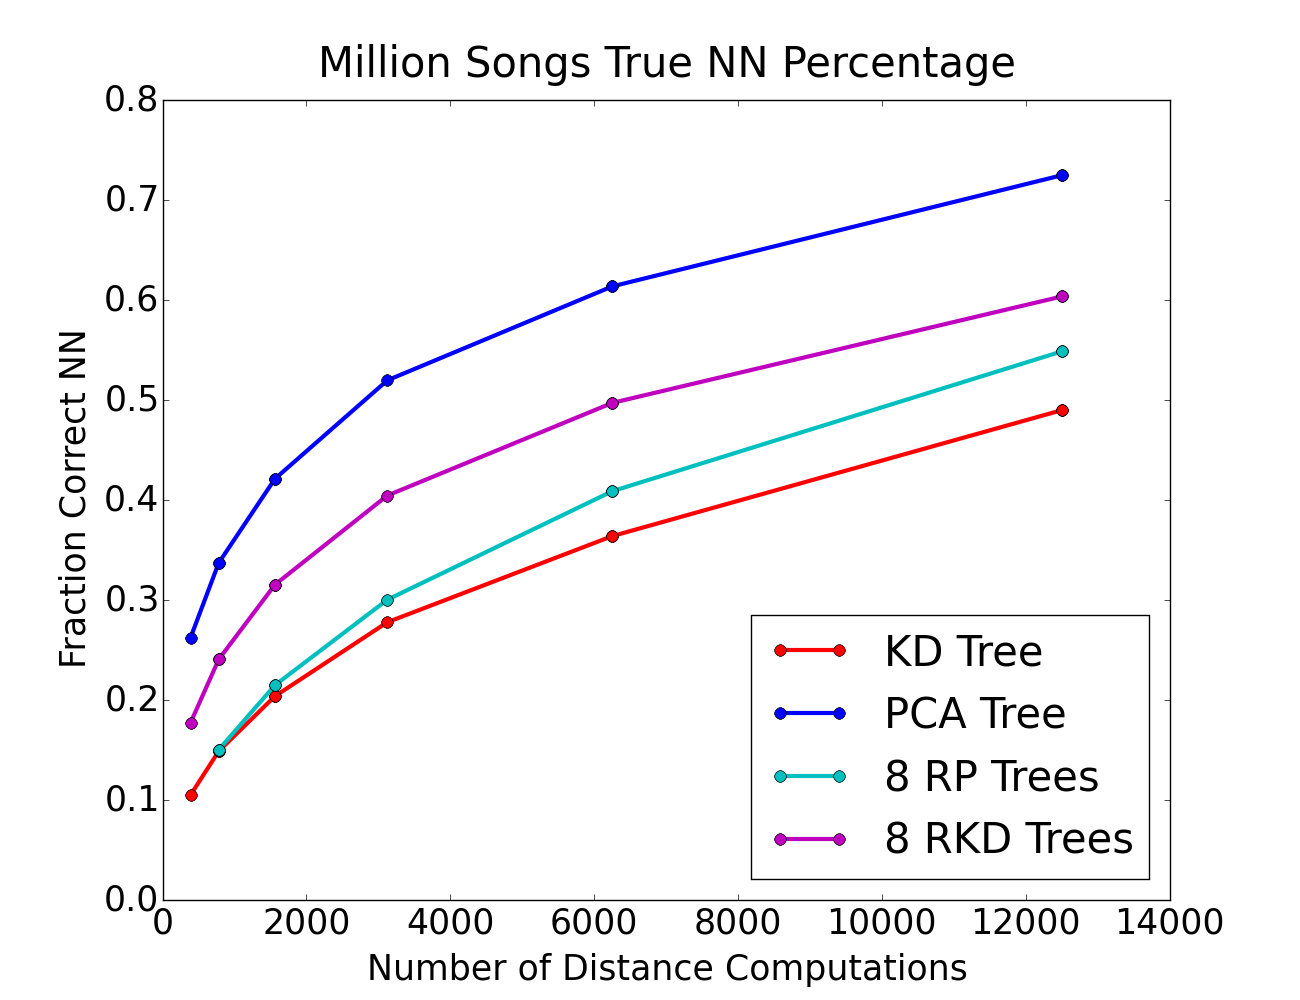 Million Songs True NN Percentage
0.8
0.7
0.6
0.5
0.4
0.3
0.2
0.1
0.0
Fraction Correct NN
KD Tree
PCA Tree
8 RP Trees
8 RKD Trees
0 2000 4000 6000 8000 10000 12000 14000
Number of Distance Computations